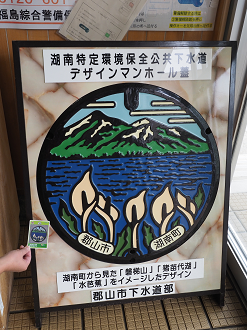 福島綜合警備保
湖南特定環境保全公共下水道
デザインマンホール蓋
郡山市
湖南町
湖南町から見た「磐梯山」「猪苗代湖」
「水芭蕉」をイメージしたデザイン
郡山市下水道部